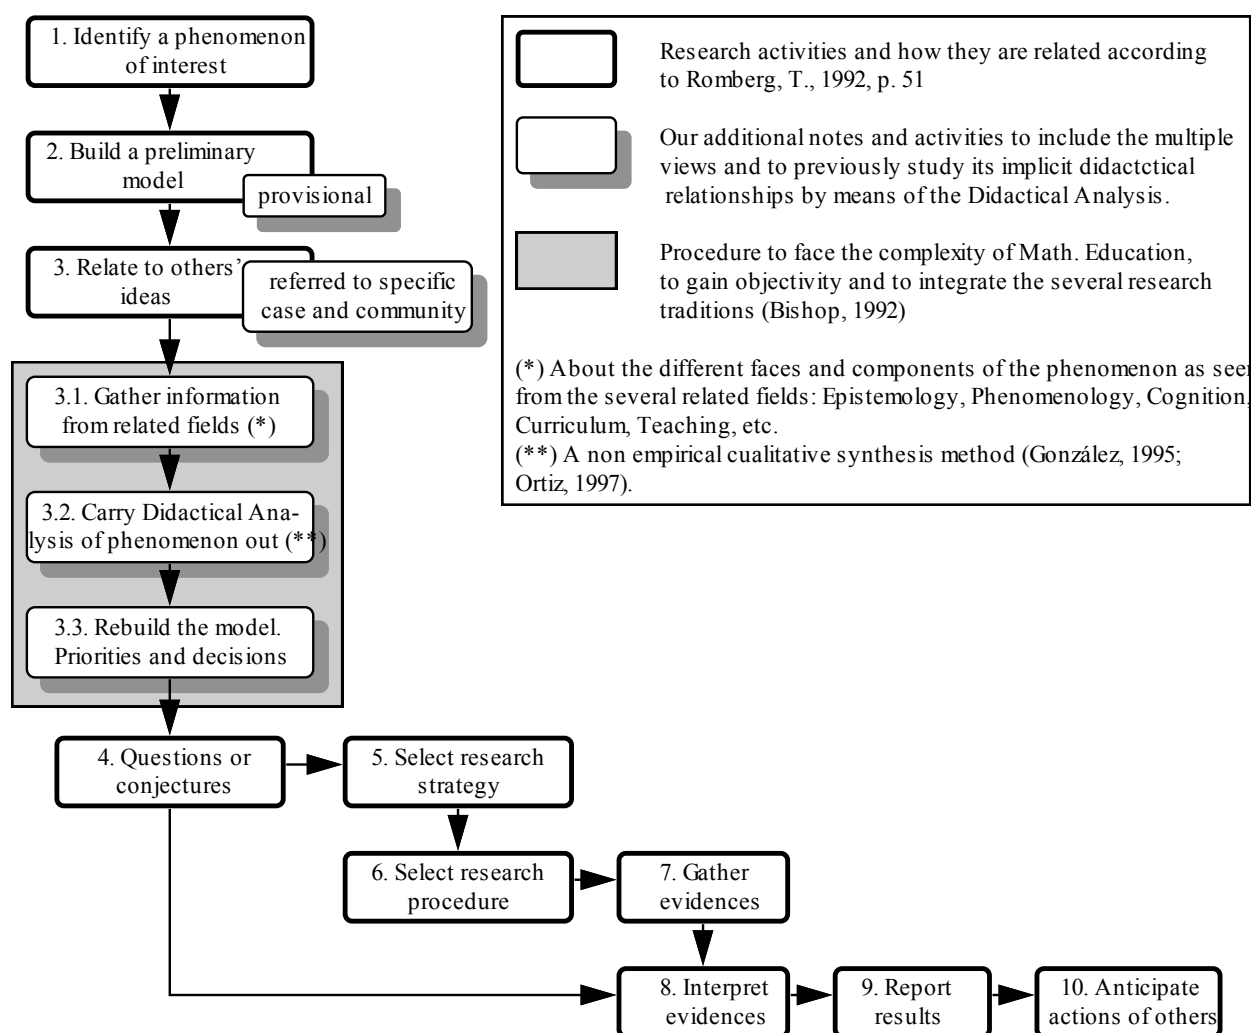 1. Identify a phenomenon
of interest
2. Build a preliminary
model
provisional
3. Relate to others’
ideas
referred to specific
case and community
3.1. Gather information
from related fields (*)
3.2. Carry Didactical Ana-
lysis of phenomenon out (**)
3.3. Rebuild the model.
Priorities and decisions
4. Questions or
conjectures
5. Select research
strategy
6. Select research
procedure
7. Gather
evidences
8. Interpret
evidences
9. Report
results
10. Anticipate
actions of others
Research activities and how they are related according
to Romberg, T., 1992, p. 51
Our additional notes and activities to include the multiple
views and to previously study its implicit didactctical
relationships by means of the Didactical Analysis.
Procedure to face the complexity of Math. Education,
to gain objectivity and to integrate the several research
traditions (Bishop, 1992)
(*) About the different faces and components of the phenomenon as seen
from the several related fields: Epistemology, Phenomenology, Cognition,
Curriculum, Teaching, etc.
(**) A non empirical cualitative synthesis method (González, 1995;
Ortiz, 1997).